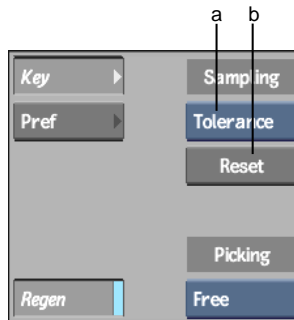 a b
Key Sampling
Pref Tolerance
Reset
Picking
Regen Free